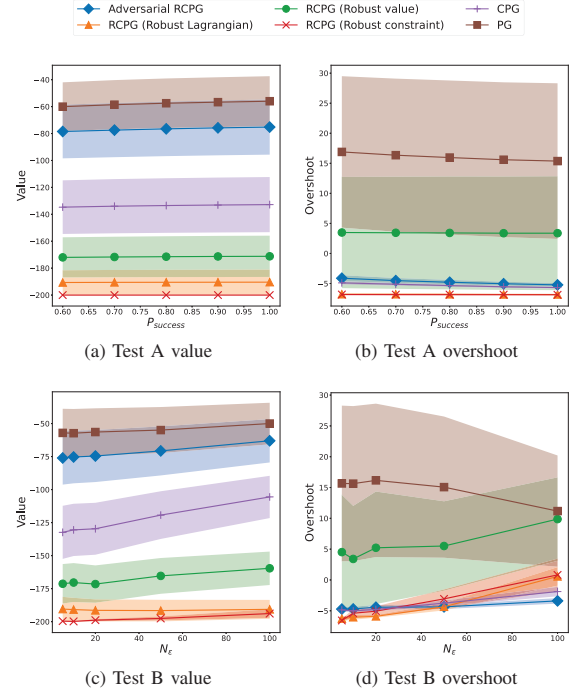 Adversarial RCPG RCPG (Robust value) CPG
RCPG (Robust Lagrangian) RCPG (Robust constraint) PG
Value
−40
−60
−80
−100
−120
−140
−160
−180
−200
0.60 0.65 0.70 0.75 0.80 0.85 0.90 0.95 1.00
P_success
(a) Test A value
Overshoot
30
25
20
15
10
5
0
−5
0.60 0.65 0.70 0.75 0.80 0.85 0.90 0.95 1.00
P_success
(b) Test A overshoot
Value
−50
−75
−100
−125
−150
−175
−200
20 40 60 80 100
N_ε
(c) Test B value
Overshoot
30
25
20
15
10
5
0
−5
20 40 60 80 100
N_ε
(d) Test B overshoot